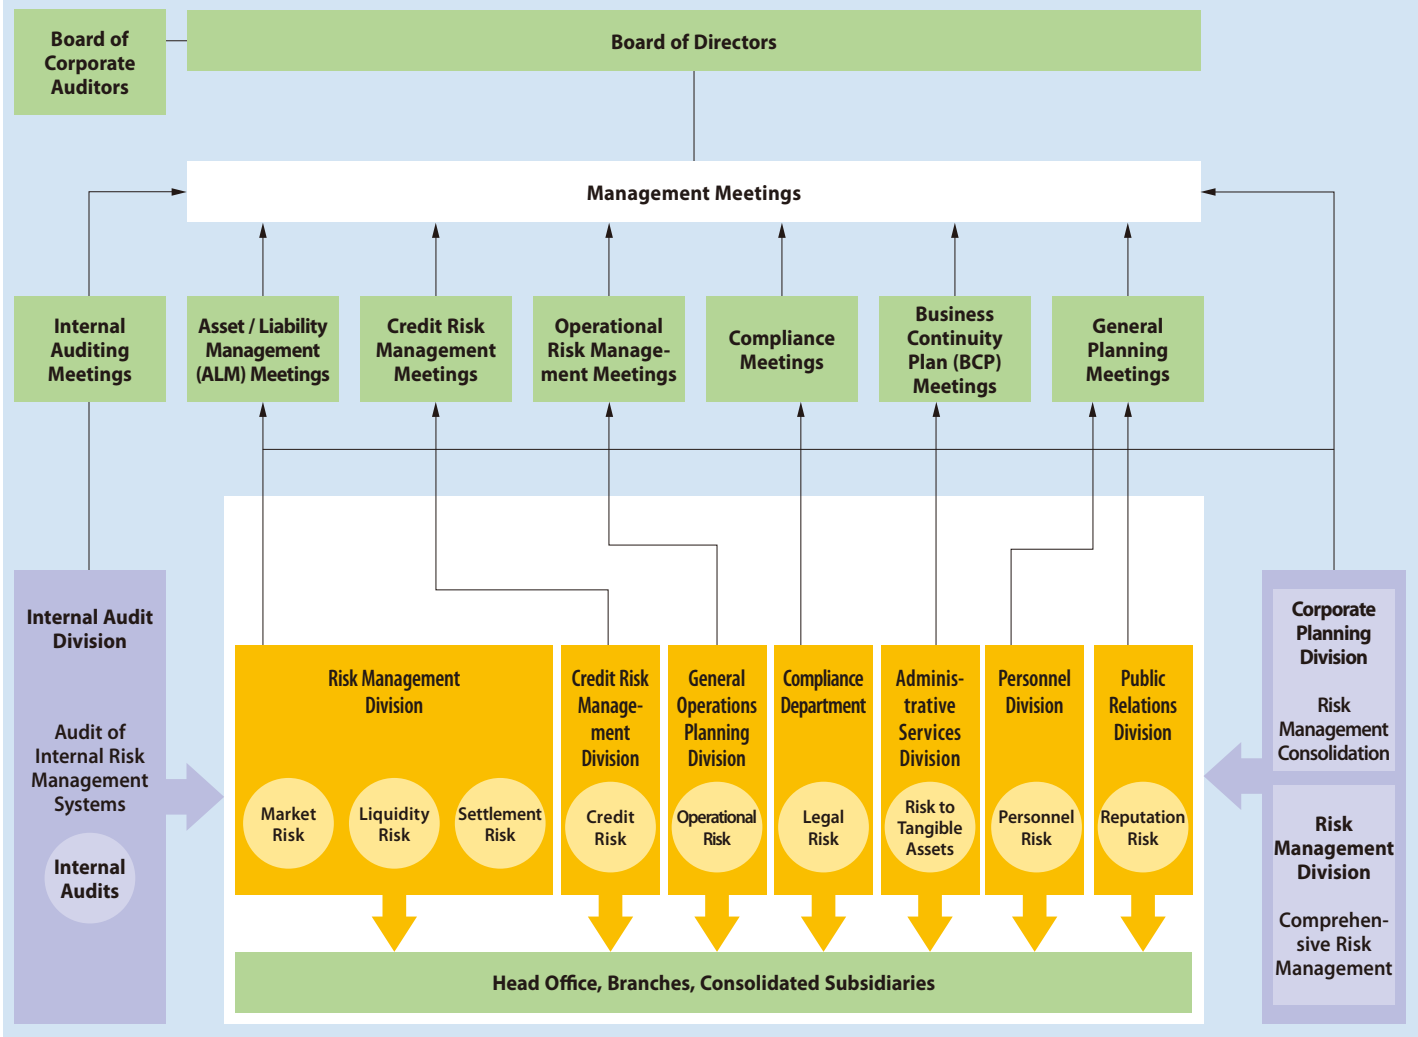 Board of
Corporate
Auditors
Board of Directors
Management Meetings
Internal
Auditing
Meetings
Asset / Liability
Management
(ALM) Meetings
Credit Risk
Management
Meetings
Operational
Risk Manage-
ment Meetings
Compliance
Meetings
Business
Continuity
Plan (BCP)
Meetings
General
Planning
Meetings
Internal Audit
Division
Audit of
Internal Risk
Management
Systems
Internal
Audits
Risk Management
Division
Market
Risk
Liquidity
Risk
Settlement
Risk
Credit Risk
Manage-
ment
Division
Credit
Risk
General
Operations
Planning
Division
Operational
Risk
Compliance
Department
Legal
Risk
Adminis-
trative
Services
Division
Risk to
Tangible
Assets
Personnel
Division
Personnel
Risk
Public
Relations
Division
Reputation
Risk
Corporate
Planning
Division
Risk
Management
Consolidation
Risk
Management
Division
Comprehen-
sive Risk
Management
Head Office, Branches, Consolidated Subsidiaries